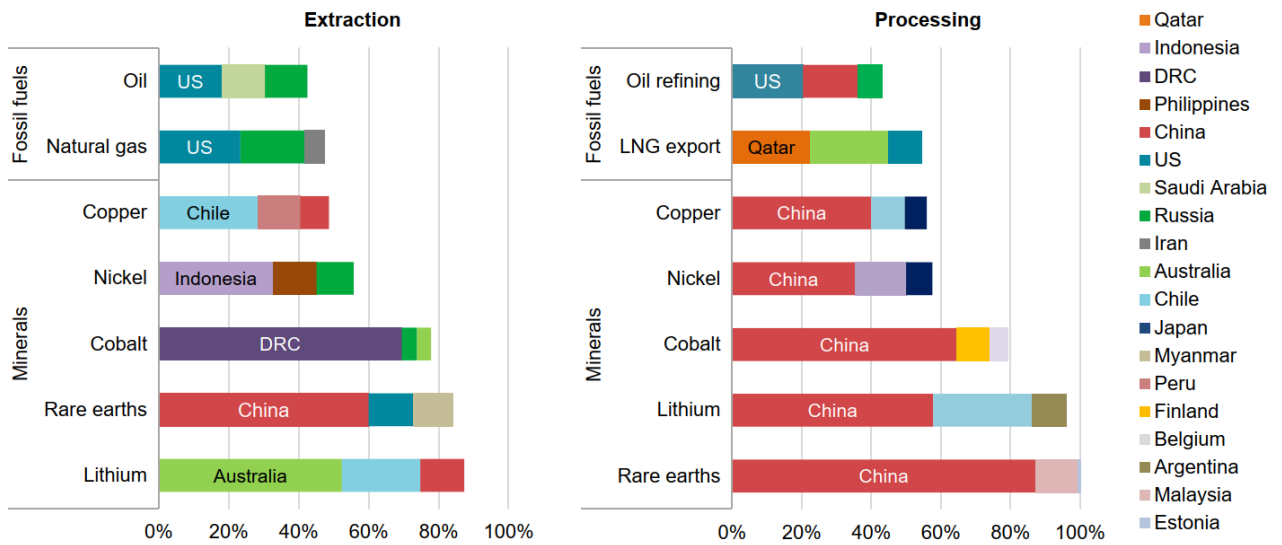 Extraction
Fossil fuels
Oil
US
Natural gas
US
Minerals
Copper
Chile
Nickel
Indonesia
Cobalt
DRC
Rare earths
China
Lithium
Australia
0% 20% 40% 60% 80% 100%
Processing
Fossil fuels
Oil refining
US
LNG export
Qatar
Minerals
Copper
China
Nickel
China
Cobalt
China
Lithium
China
Rare earths
China
0% 20% 40% 60% 80% 100%
Qatar
Indonesia
DRC
Philippines
China
US
Saudi Arabia
Russia
Iran
Australia
Chile
Japan
Myanmar
Peru
Finland
Belgium
Argentina
Malaysia
Estonia